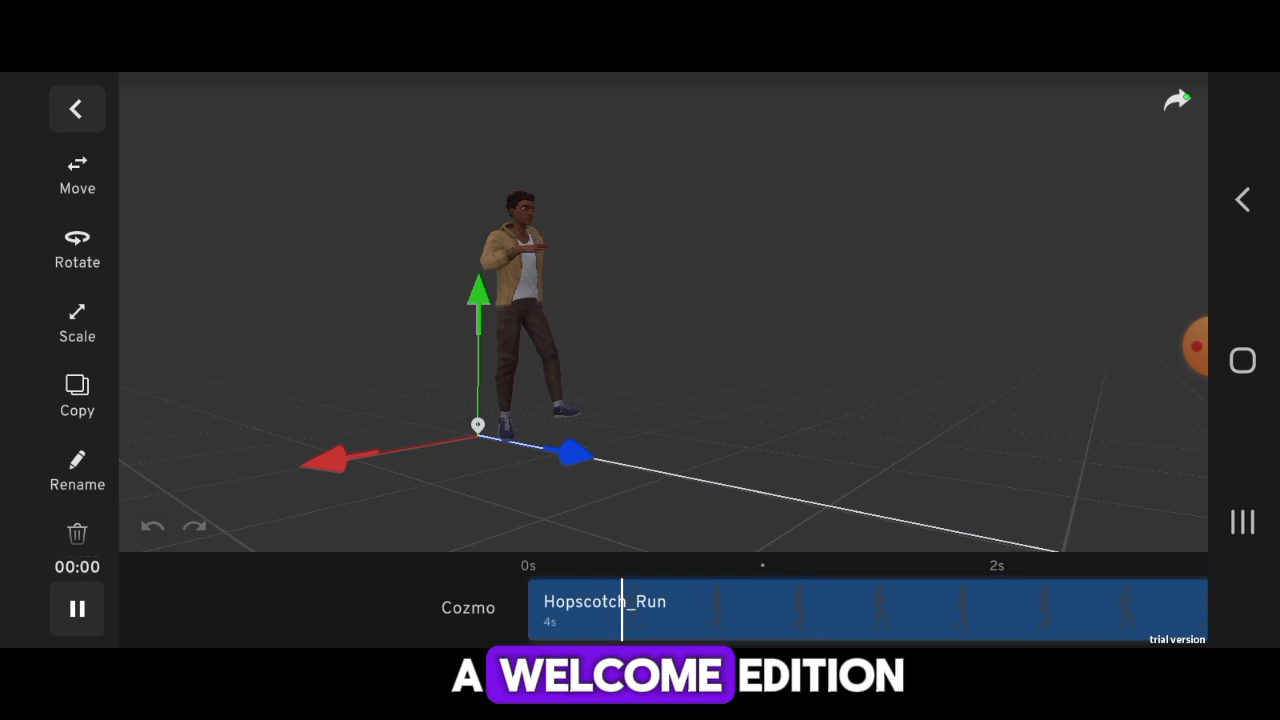 Move
Rotate
Scale
Copy
Rename
00:00
0s
2s
Cozmo
Hopscotch_Run
4s
trial version
A WELCOME EDITION